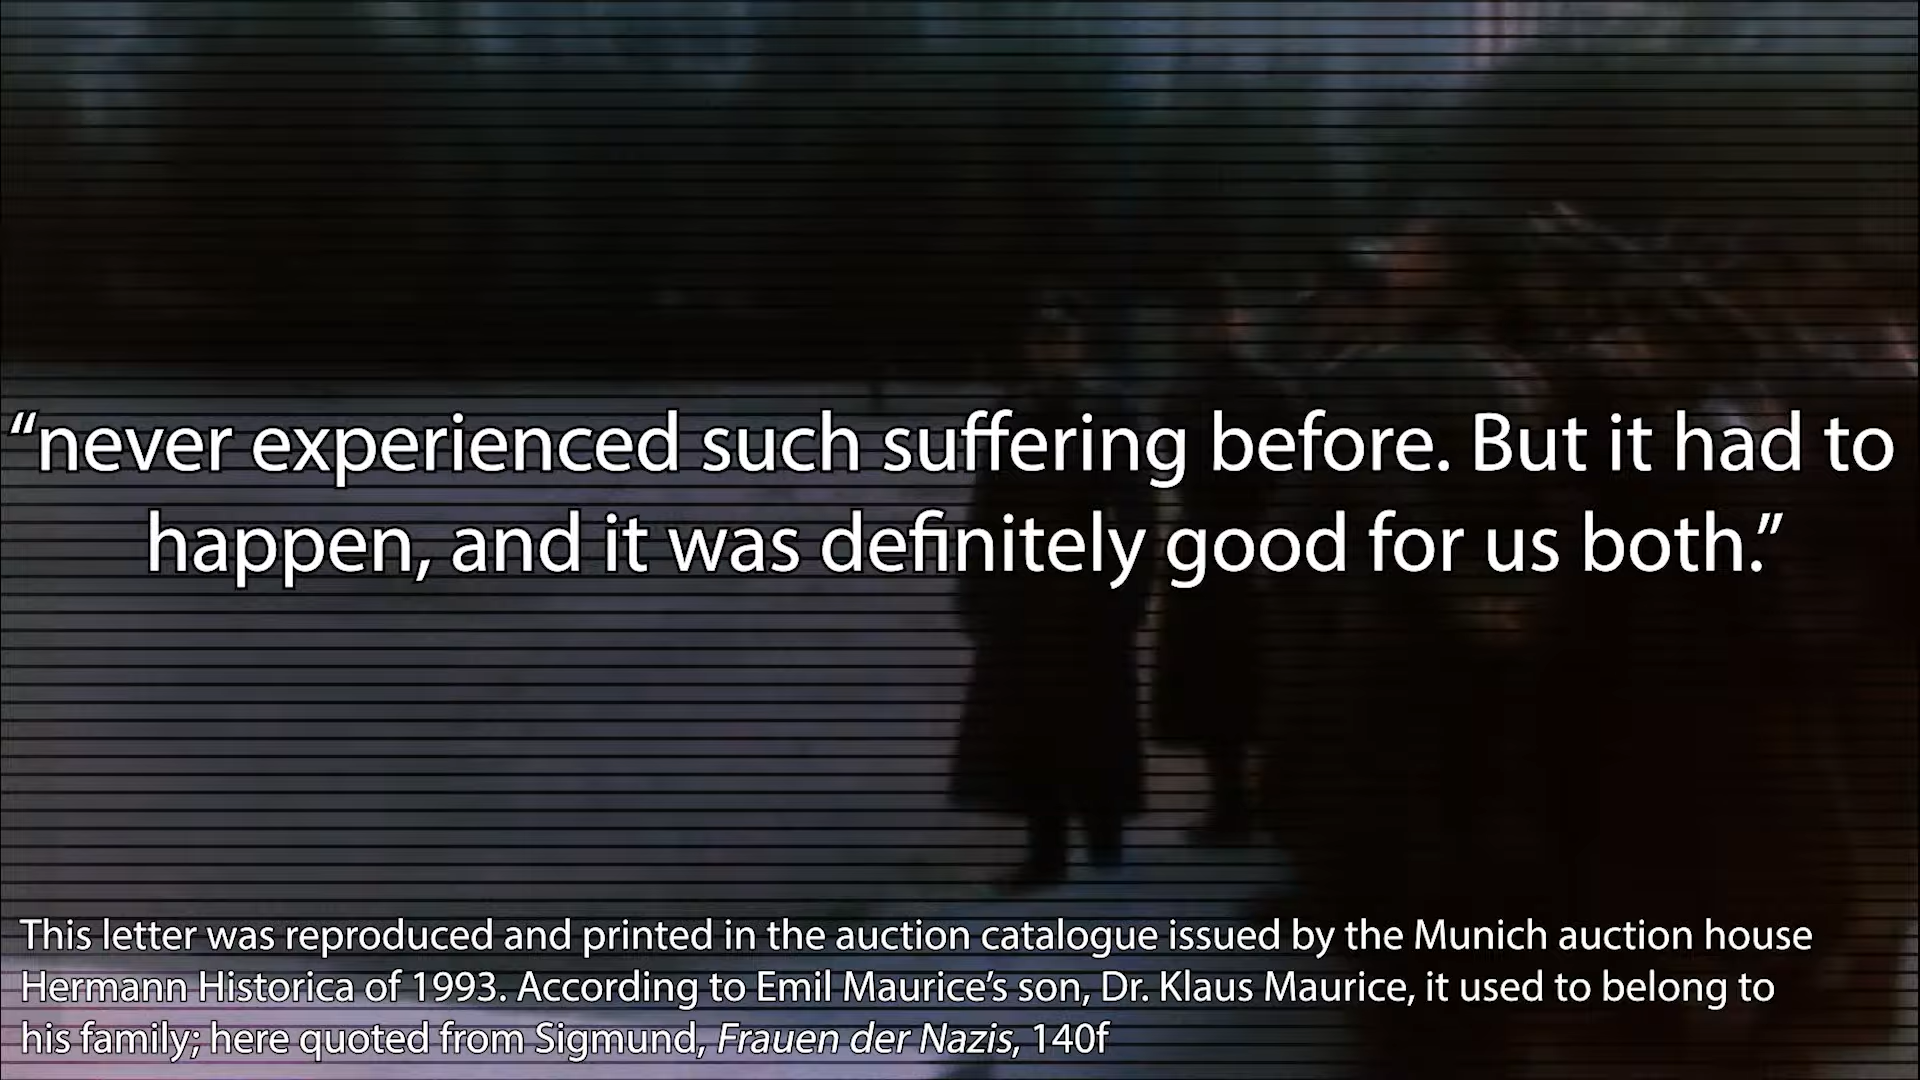 “never experienced such suffering before. But it had to
happen, and it was definitely good for us both.”
This letter was reproduced and printed in the auction catalogue issued by the Munich auction house
Hermann Historica of 1993. According to Emil Maurice’s son, Dr. Klaus Maurice, it used to belong to
his family; here quoted from Sigmund, Frauen der Nazis, 140f